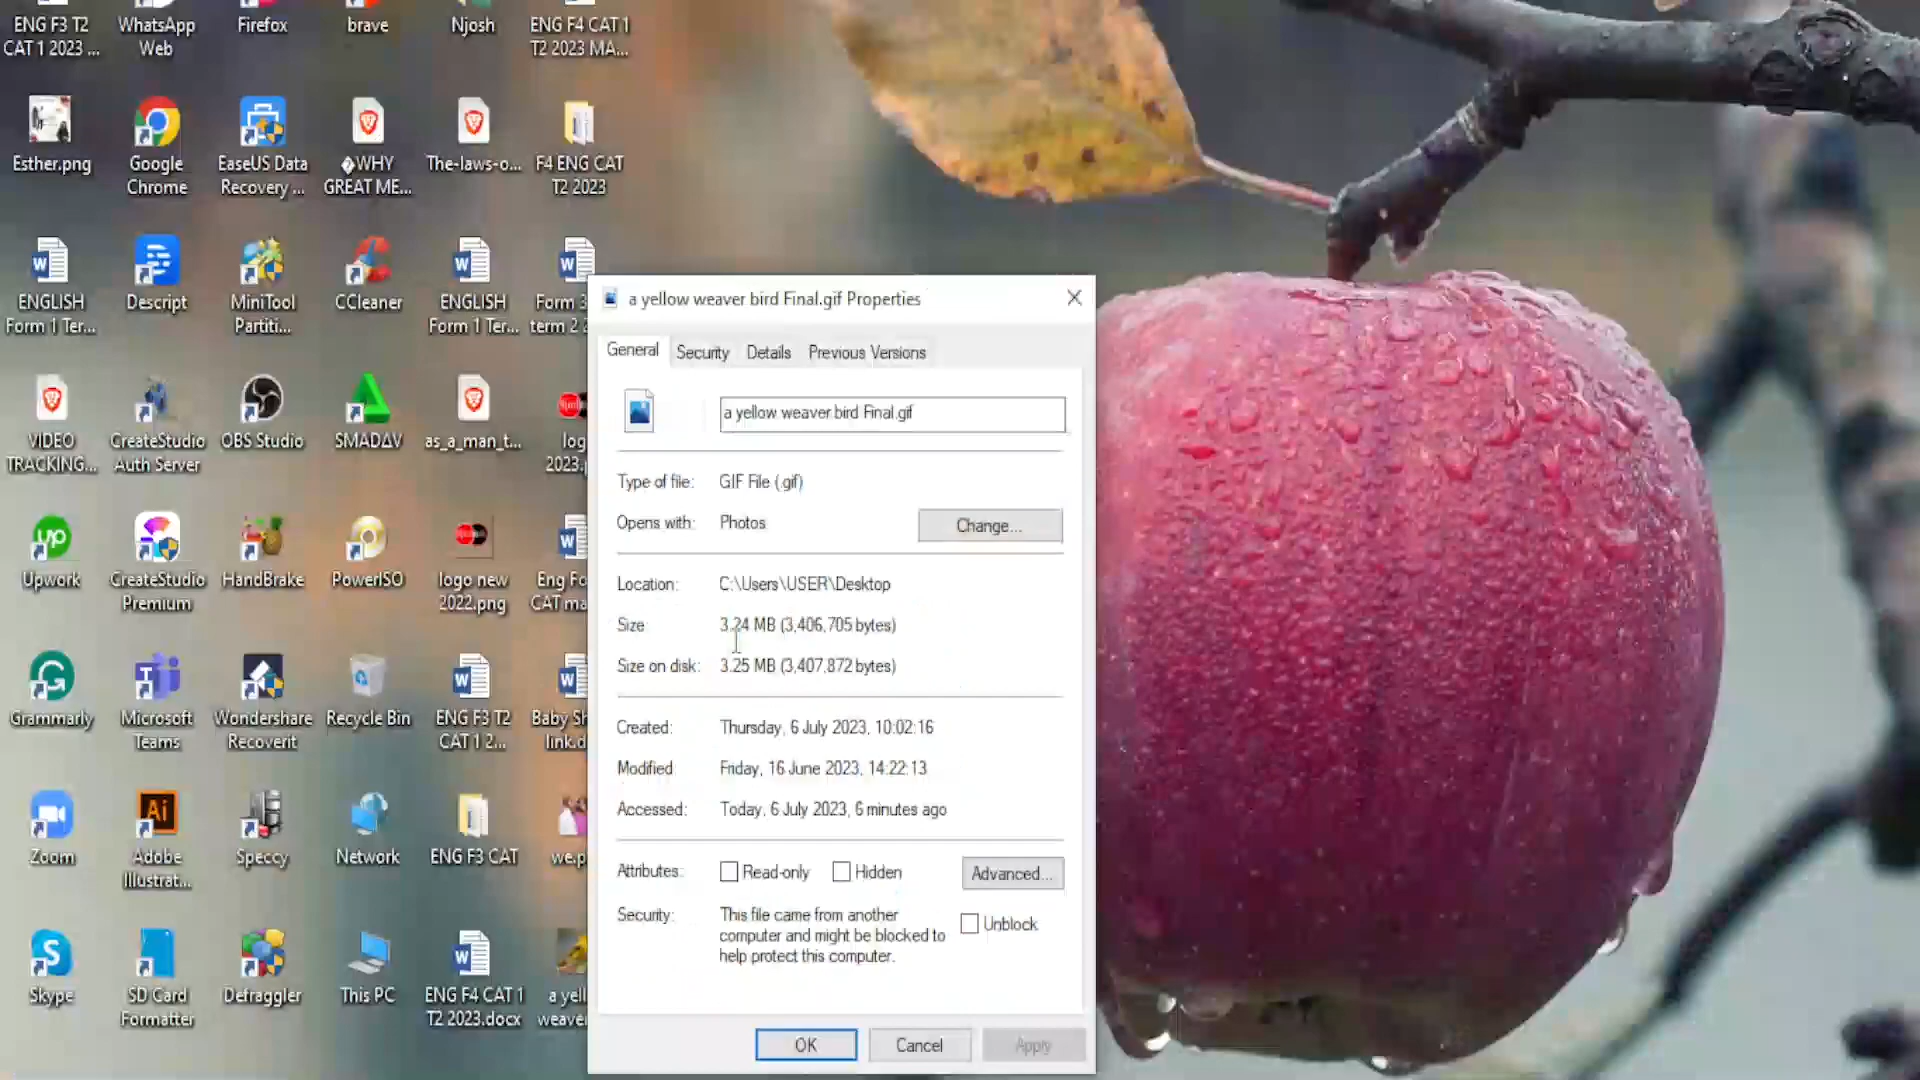 ENG F3 T2
CAT 1 2023 ...
WhatsApp
Web
Firefox
brave
Njosh
ENG F4 CAT 1
T2 2023 MA...
Esther.png
Google
Chrome
EaseUS Data
Recovery ...
�WHY
GREAT ME...
The-laws-o...
F4 ENG CAT
T2 2023
ENGLISH
Form 1 Ter...
Descript
MiniTool
Partiti...
CCleaner
ENGLISH
Form 1 Ter...
Form 3
term 2 2
VIDEO
TRACKING...
CreateStudio
Auth Server
OBS Studio
SMADΔV
as_a_man_t...
log
2023.p
up
Upwork
CreateStudio
Premium
HandBrake
PowerISO
logo new
2022.png
Eng Fo
CAT ma
Grammarly
Microsoft
Teams
Wondershare
Recoverit
Recycle Bin
ENG F3 T2
CAT 1 2...
Baby Sh
link.d
Zoom
Ai
Adobe
Illustrat...
Speccy
Network
ENG F3 CAT
we.p
Skype
SD Card
Formatter
Defraggler
This PC
ENG F4 CAT 1
T2 2023.docx
a yell
weaver
a yellow weaver bird Final.gif Properties
General Security Details Previous Versions
a yellow weaver bird Final.gif
Type of file: GIF File (.gif)
Opens with: Photos Change...
Location: C:\Users\USER\Desktop
Size: 3.24 MB (3,406,705 bytes)
Size on disk: 3.25 MB (3,407,872 bytes)
Created: Thursday, 6 July 2023, 10:02:16
Modified Friday, 16 June 2023, 14:22:13
Accessed: Today, 6 July 2023, 6 minutes ago
Attributes: Read-only Hidden Advanced...
Security: This file came from another
computer and might be blocked to
help protect this computer.
Unblock
OK Cancel Apply